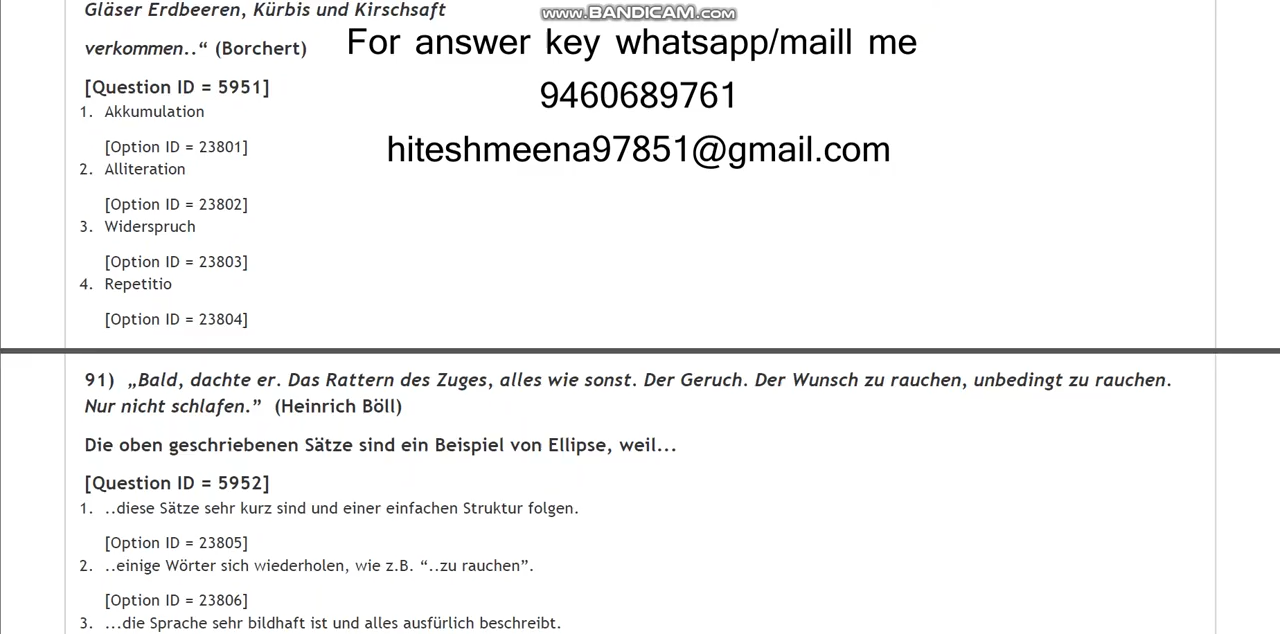 Gläser Erdbeeren, Kürbis und Kirschsaft
www.BANDICAM.com
verkommen..“ (Borchert)
For answer key whatsapp/maill me
9460689761
hiteshmeena97851@gmail.com
[Question ID = 5951]
1. Akkumulation
[Option ID = 23801]
2. Alliteration
[Option ID = 23802]
3. Widerspruch
[Option ID = 23803]
4. Repetitio
[Option ID = 23804]
91) „Bald, dachte er. Das Rattern des Zuges, alles wie sonst. Der Geruch. Der Wunsch zu rauchen, unbedingt zu rauchen.
Nur nicht schlafen.” (Heinrich Böll)
Die oben geschriebenen Sätze sind ein Beispiel von Ellipse, weil...
[Question ID = 5952]
1. ..diese Sätze sehr kurz sind und einer einfachen Struktur folgen.
[Option ID = 23805]
2. ..einige Wörter sich wiederholen, wie z.B. “..zu rauchen”.
[Option ID = 23806]
3. ...die Sprache sehr bildhaft ist und alles ausfürlich beschreibt.